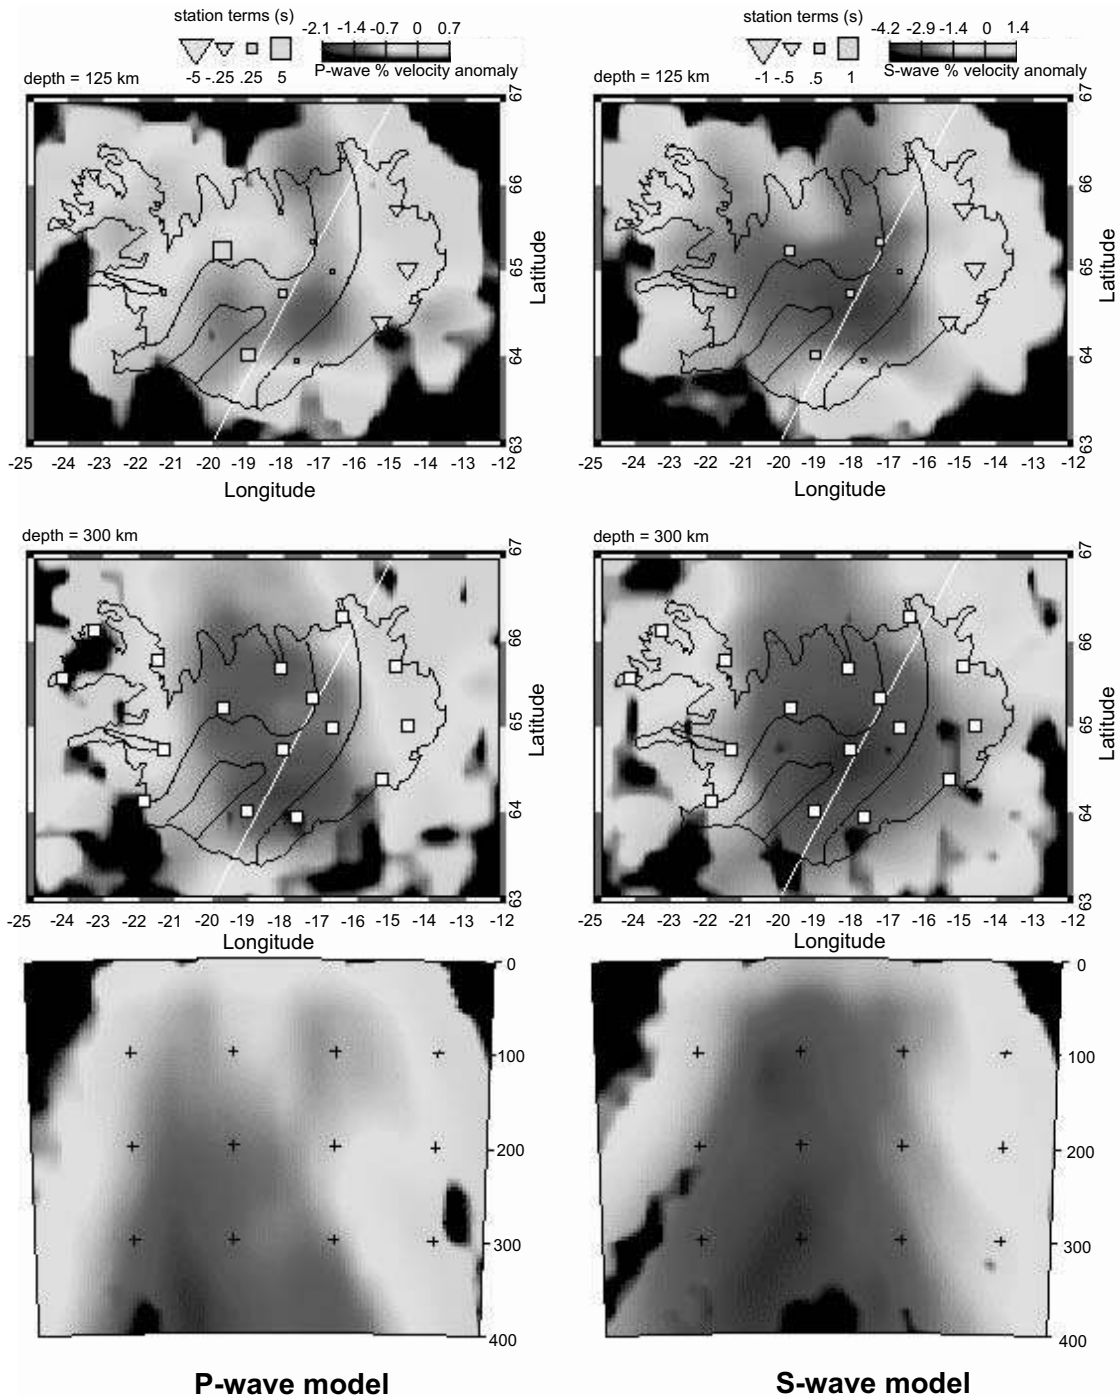 station terms (s)
-2.1 -1.4 -0.7 0 0.7
-5 -.25 .25 5
P-wave % velocity anomaly
depth = 125 km
67
66
65
64
63
Latitude
-25 -24 -23 -22 -21 -20 -19 -18 -17 -16 -15 -14 -13 -12
Longitude
station terms (s)
-4.2 -2.9 -1.4 0 1.4
-1 -.5 .5 1
S-wave % velocity anomaly
depth = 125 km
67
66
65
64
63
Latitude
-25 -24 -23 -22 -21 -20 -19 -18 -17 -16 -15 -14 -13 -12
Longitude
depth = 300 km
67
66
65
64
63
Latitude
-25 -24 -23 -22 -21 -20 -19 -18 -17 -16 -15 -14 -13 -12
Longitude
depth = 300 km
67
66
65
64
63
Latitude
-25 -24 -23 -22 -21 -20 -19 -18 -17 -16 -15 -14 -13 -12
Longitude
0
100
200
300
400
P-wave model
0
100
200
300
400
S-wave model